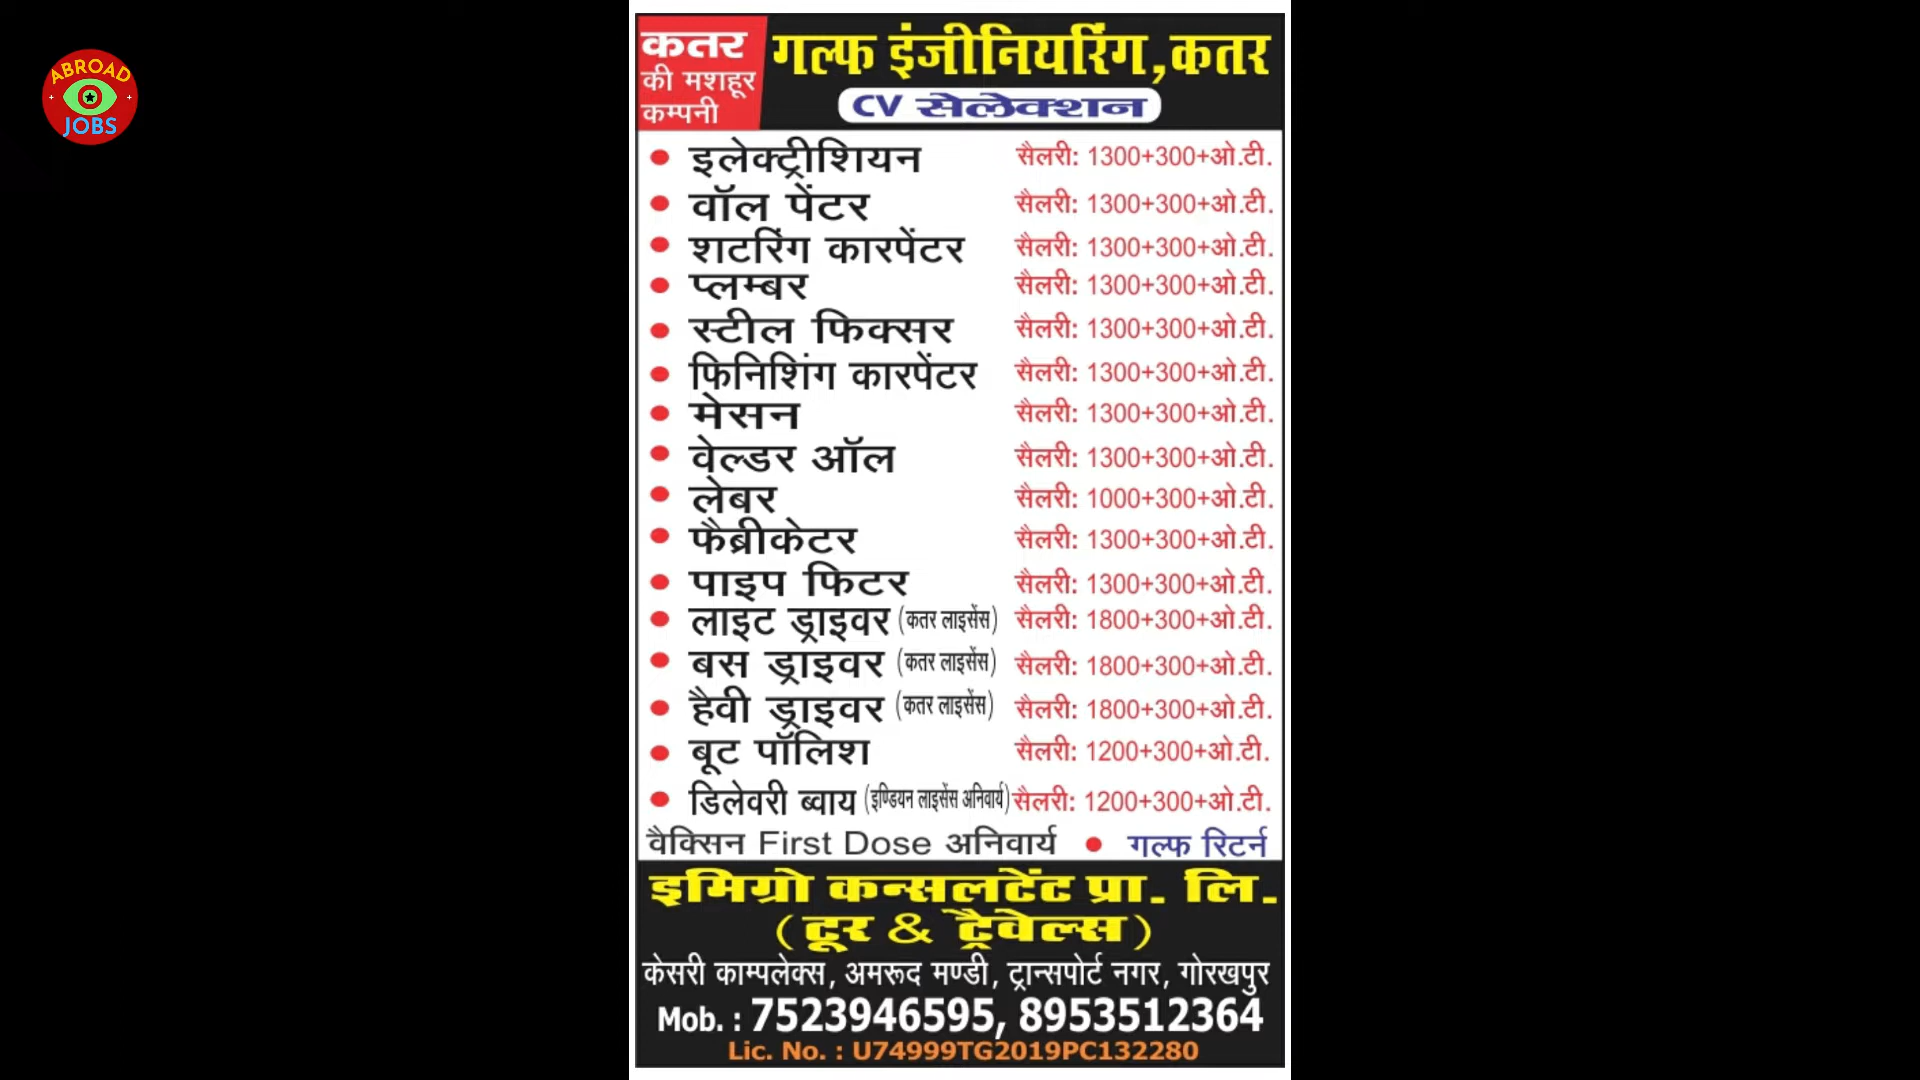 ABROAD
JOBS
कतर
की मशहूर
कम्पनी
गल्फ इंजीनियरिंग, कतर
CV सेलेक्शन
• इलेक्ट्रीशियन सैलरी: 1300+300+ओ.टी.
• वॉल पेंटर सैलरी: 1300+300+ओ.टी.
• शटरिंग कारपेंटर सैलरी: 1300+300+ओ.टी.
• प्लम्बर सैलरी: 1300+300+ओ.टी.
• स्टील फिक्सर सैलरी: 1300+300+ओ.टी.
• फिनिशिंग कारपेंटर सैलरी: 1300+300+ओ.टी.
• मेसन सैलरी: 1300+300+ओ.टी.
• वेल्डर ऑल सैलरी: 1300+300+ओ.टी.
• लेबर सैलरी: 1000+300+ओ.टी.
• फैब्रीकेटर सैलरी: 1300+300+ओ.टी.
• पाइप फिटर सैलरी: 1300+300+ओ.टी.
• लाइट ड्राइवर (कतर लाइसेंस) सैलरी: 1800+300+ओ.टी.
• बस ड्राइवर (कतर लाइसेंस) सैलरी: 1800+300+ओ.टी.
• हैवी ड्राइवर (कतर लाइसेंस) सैलरी: 1800+300+ओ.टी.
• बूट पॉलिश सैलरी: 1200+300+ओ.टी.
• डिलेवरी ब्वाय (इण्डियन लाइसेंस अनिवार्य) सैलरी: 1200+300+ओ.टी.
वैक्सिन First Dose अनिवार्य • गल्फ रिटर्न
इमिग्रो कन्सलटेंट प्रा. लि.
(टूर & ट्रैवेल्स)
केसरी काम्पलेक्स, अमरूद मण्डी, ट्रान्सपोर्ट नगर, गोरखपुर
Mob. : 7523946595, 8953512364
Lic. No. : U74999TG2019PC132280